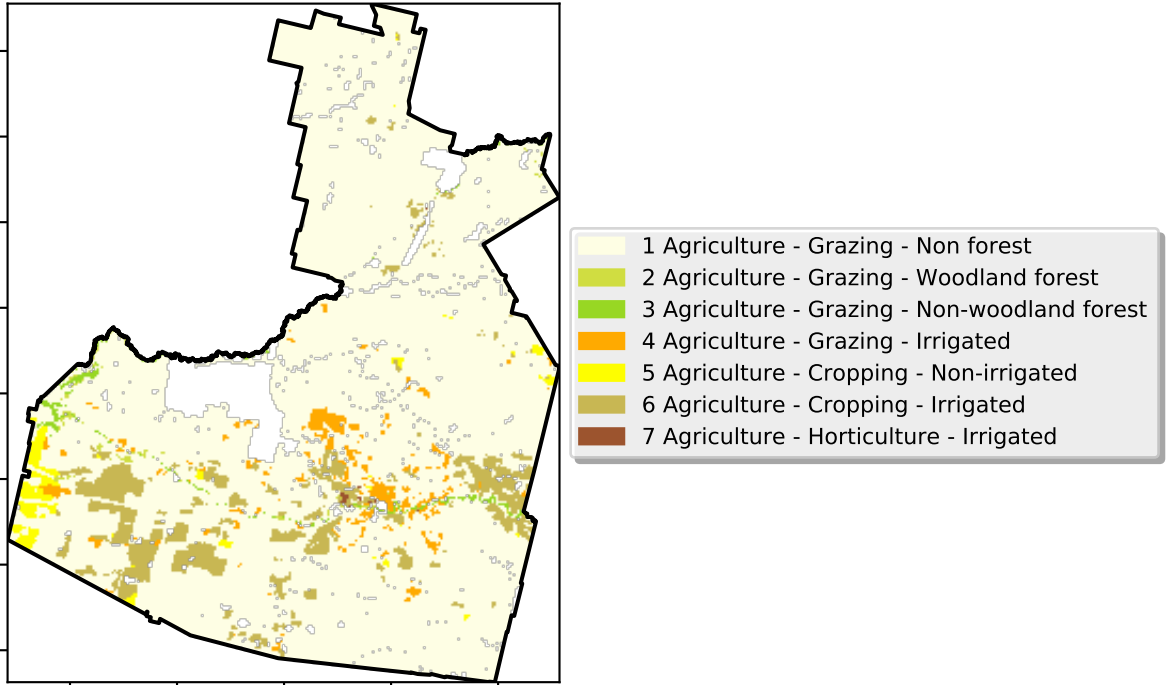 1 Agriculture - Grazing - Non forest
2 Agriculture - Grazing - Woodland forest
3 Agriculture - Grazing - Non-woodland forest
4 Agriculture - Grazing - Irrigated
5 Agriculture - Cropping - Non-irrigated
6 Agriculture - Cropping - Irrigated
7 Agriculture - Horticulture - Irrigated